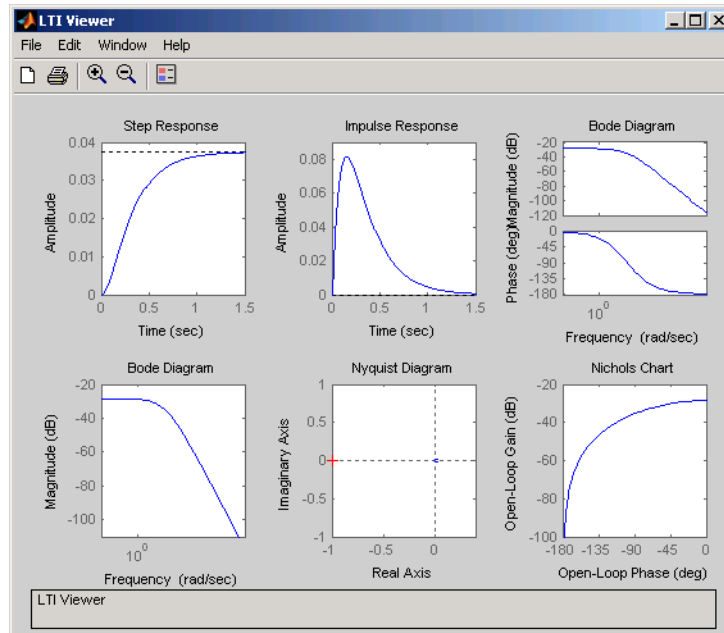 LTI Viewer
File Edit Window Help
Step Response
0.04
0.03
0.02
0.01
0
Amplitude
0 0.5 1 1.5
Time (sec)
Impulse Response
0.08
0.06
0.04
0.02
0
Amplitude
0 0.5 1 1.5
Time (sec)
Bode Diagram
-20
-40
-60
-80
-100
-120
Magnitude (dB)
0
-45
-90
-135
-180
Phase (deg)
10^0
Frequency (rad/sec)
Bode Diagram
-20
-40
-60
-80
-100
Magnitude (dB)
10^0
Frequency (rad/sec)
Nyquist Diagram
1
0.5
0
-0.5
-1
Imaginary Axis
-1 -0.5 0
Real Axis
Nichols Chart
-20
-40
-60
-80
-100
Open-Loop Gain (dB)
-180 -135 -90 -45 0
Open-Loop Phase (deg)
LTI Viewer